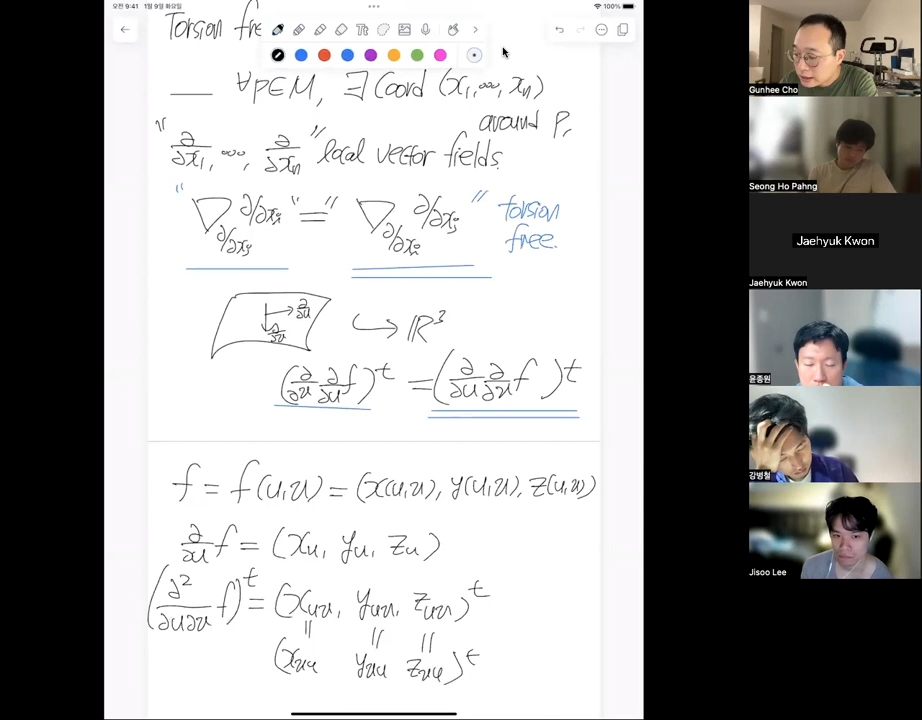 오전 9:41 1월 9일 화요일
100%
Torsion fre
Gunhee Cho
— ∀p∈M, ∃ Coord (x₁, ..., xₙ)
around p,
"∂/∂x₁, ..., ∂/∂xₙ" local vector fields.
"∇_{∂/∂xⱼ} ∂/∂xᵢ "=" ∇_{∂/∂xᵢ} ∂/∂xⱼ" torsion free.
Seong Ho Pahng
Jaehyuk Kwon
Jaehyuk Kwon
∂/∂u
∂/∂v
↪ ℝ³
(∂/∂v ∂/∂u f)ᵗ = (∂/∂u ∂/∂v f)ᵗ
윤종원
강병철
f = f(u,v) = (x(u,v), y(u,v), z(u,v))
∂/∂u f = (xᵤ, yᵤ, zᵤ)
(∂²/∂u∂v f)ᵗ = (xᵤᵥ, yᵤᵥ, zᵤᵥ)ᵗ
Jisoo Lee
= = =
(xᵥᵤ yᵥᵤ zᵥᵤ)ᵗ